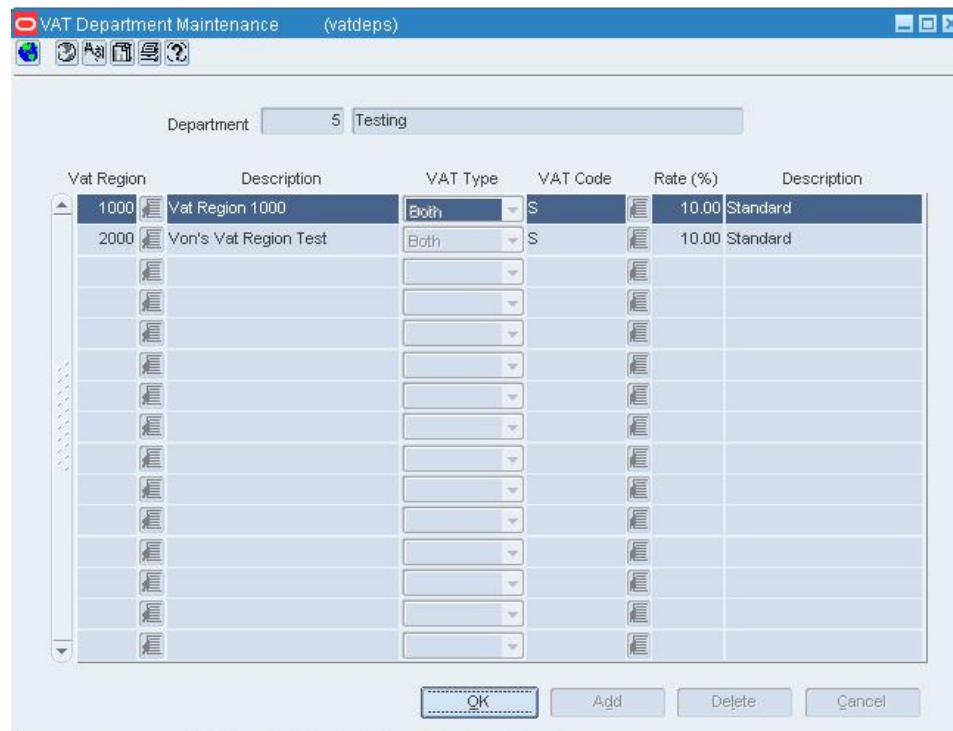 VAT Department Maintenance (vatdeps)
Department 5 Testing
Vat Region Description VAT Type VAT Code Rate (%) Description
1000 Vat Region 1000 Both S 10.00 Standard
2000 Von's Vat Region Test Both S 10.00 Standard
OK Add Delete Cancel